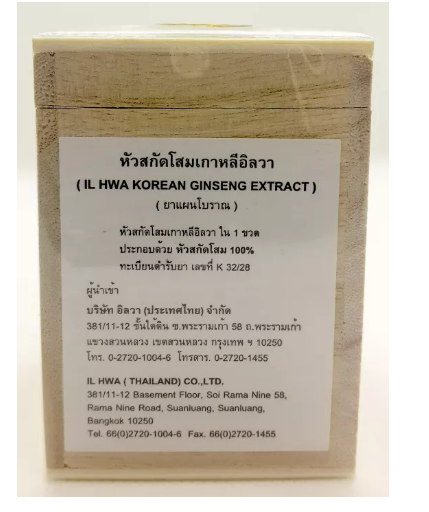 หัวสกัดโสมเกาหลีอิลวา
( IL HWA KOREAN GINSENG EXTRACT )
( ยาแผนโบราณ )
หัวสกัดโสมเกาหลีอิลวา ใน 1 ขวด
ประกอบด้วย หัวสกัดโสม 100%
ทะเบียนตำรับยา เลขที่ K 32/28
ผู้นำเข้า
บริษัท อิลวา (ประเทศไทย) จำกัด
381/11-12 ชั้นใต้ดิน ซ.พระรามเก้า 58 ถ.พระรามเก้า
แขวงสวนหลวง เขตสวนหลวง กรุงเทพ ฯ 10250
โทร. 0-2720-1004-6 โทรสาร. 0-2720-1455
IL HWA ( THAILAND) CO.,LTD.
381/11-12 Basement Floor, Soi Rama Nine 58,
Rama Nine Road, Suanluang, Suanluang,
Bangkok 10250
Tel. 66(0)2720-1004-6 Fax. 66(0)2720-1455